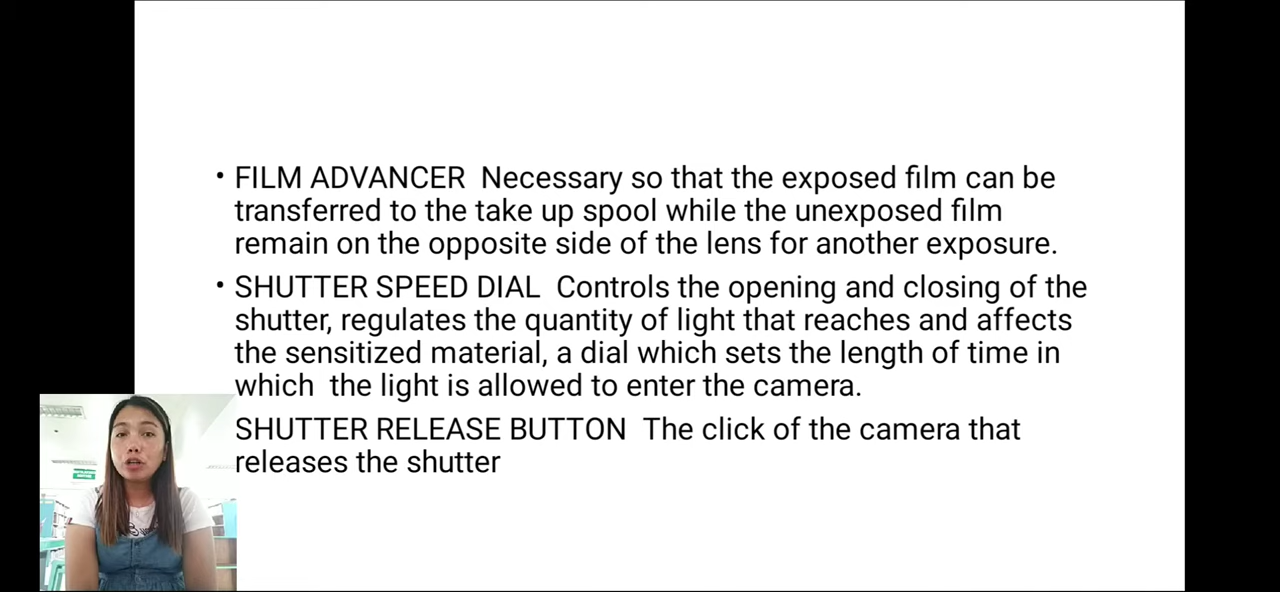 • FILM ADVANCER  Necessary so that the exposed film can be
transferred to the take up spool while the unexposed film
remain on the opposite side of the lens for another exposure.
• SHUTTER SPEED DIAL  Controls the opening and closing of the
shutter, regulates the quantity of light that reaches and affects
the sensitized material, a dial which sets the length of time in
which  the light is allowed to enter the camera.
SHUTTER RELEASE BUTTON  The click of the camera that
releases the shutter